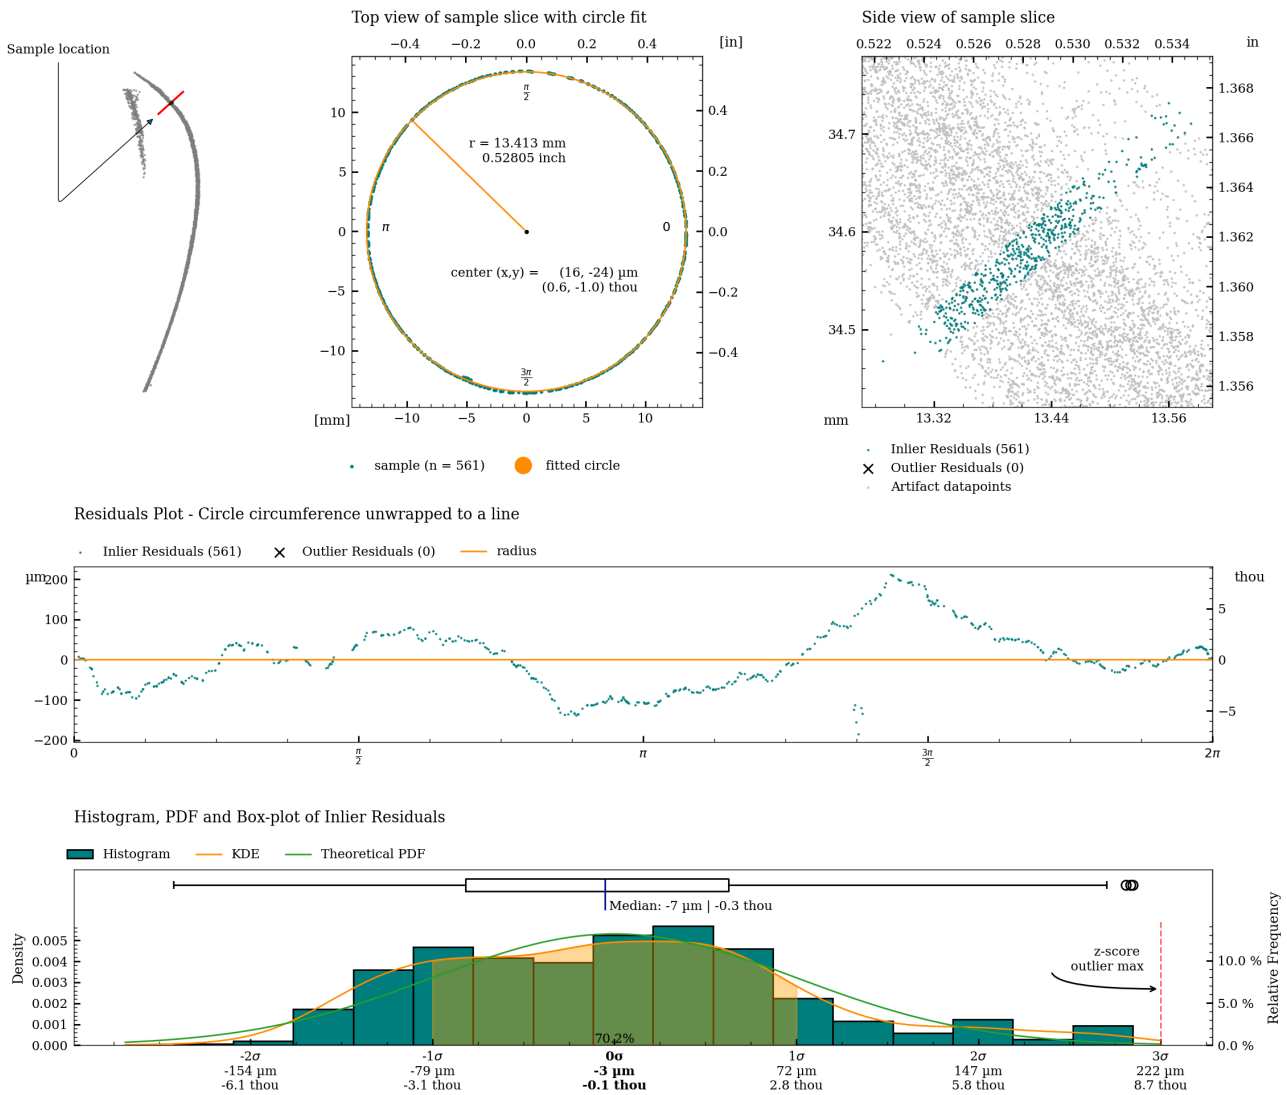 Sample location
Top view of sample slice with circle fit
−0.4 −0.2 0.0 0.2 0.4 [in]
10
5
0
−5
−10
0.4
0.2
0.0
−0.2
−0.4
π/2
r = 13.413 mm
0.52805 inch
π
0
center (x,y) = (16, -24) µm
(0.6, -1.0) thou
3π/2
[mm] −10 −5 0 5 10
sample (n = 561) fitted circle
Side view of sample slice
0.522 0.524 0.526 0.528 0.530 0.532 0.534 in
34.7
34.6
34.5
1.368
1.366
1.364
1.362
1.360
1.358
1.356
mm 13.32 13.44 13.56
Inlier Residuals (561)
Outlier Residuals (0)
Artifact datapoints
Residuals Plot - Circle circumference unwrapped to a line
Inlier Residuals (561) Outlier Residuals (0) radius
µm
200
100
0
−100
−200
thou
5
0
−5
0 π/2 π 3π/2 2π
Histogram, PDF and Box-plot of Inlier Residuals
Histogram KDE Theoretical PDF
Median: -7 µm | -0.3 thou
Density
0.005
0.004
0.003
0.002
0.001
0.000
z-score
outlier max
70.2%
10.0 %
5.0 %
0.0 %
Relative Frequency
-2σ -1σ 0σ 1σ 2σ 3σ
-154 µm -79 µm -3 µm 72 µm 147 µm 222 µm
-6.1 thou -3.1 thou -0.1 thou 2.8 thou 5.8 thou 8.7 thou